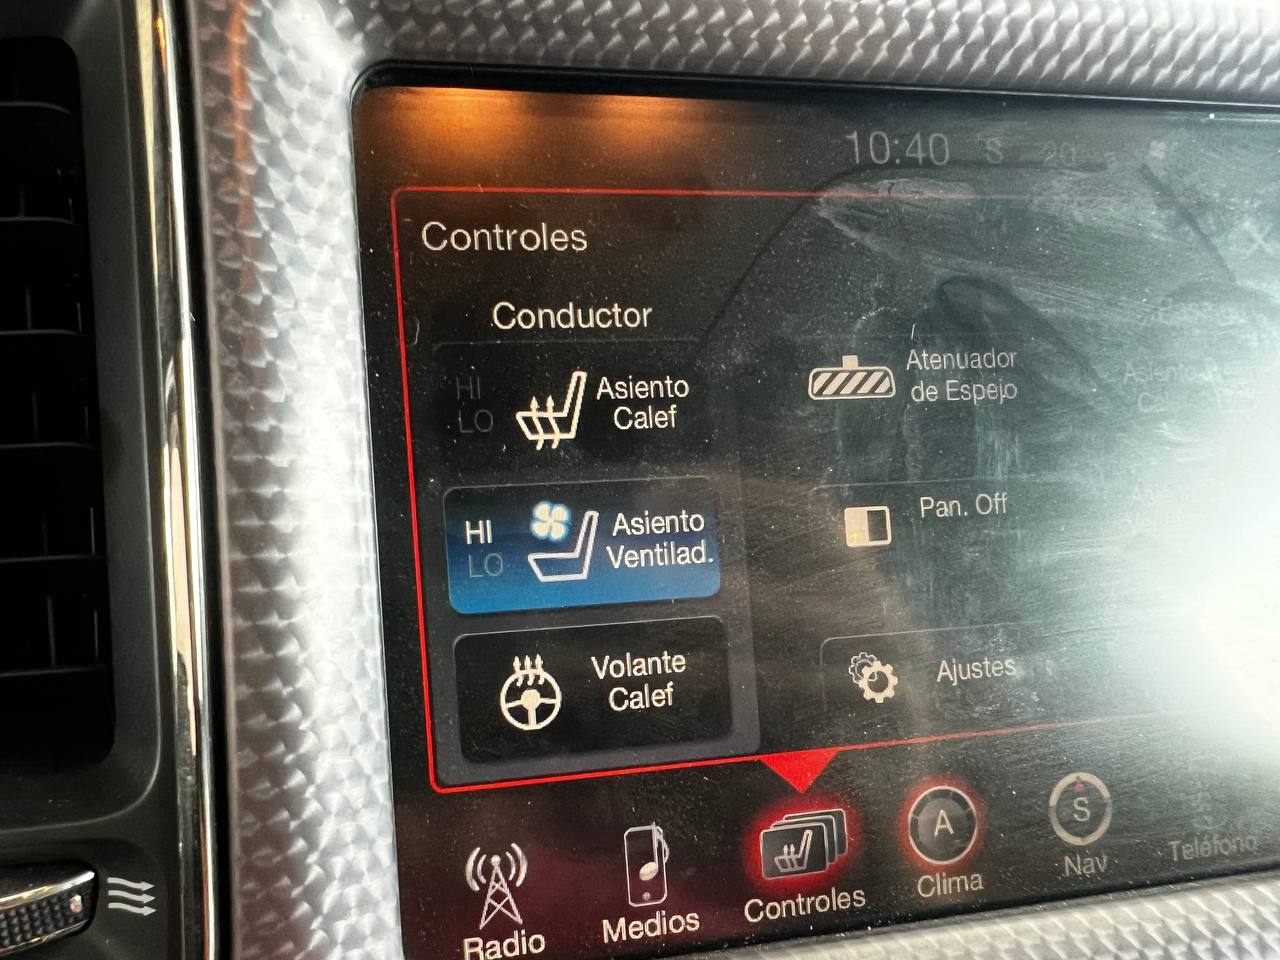 10:40 S
Controles
Conductor
HI
LO
Asiento
Calef
Atenuador
de Espejo
HI
LO
Asiento
Ventilad.
Pan. Off
Volante
Calef
Ajustes
Radio
Medios
Controles
A
Clima
S
Nav
Teléfono